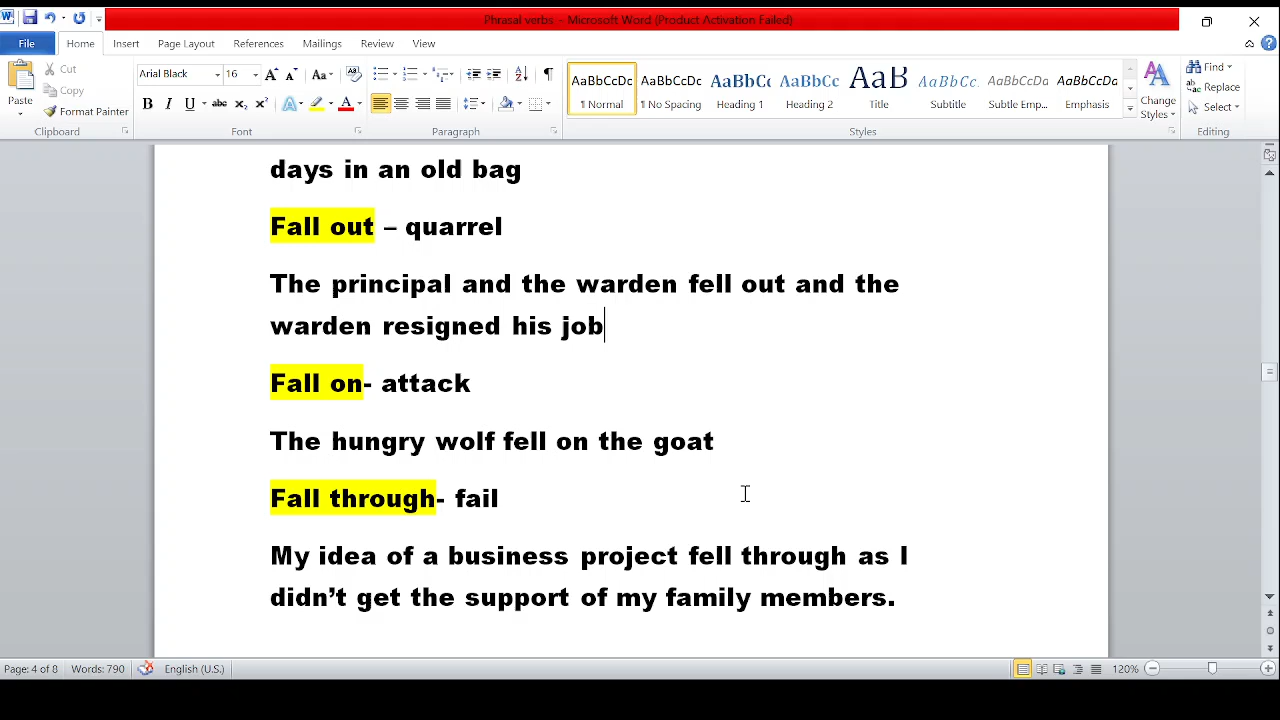 Phrasal verbs - Microsoft Word (Product Activation Failed)
File Home Insert Page Layout References Mailings Review View
Paste
Cut
Copy
Format Painter
Clipboard
Arial Black 16
Font
Paragraph
AaBbCcDc AaBbCcDc AaBbCc AaBbCc AaB AaBbCc. AaBbCcDc AaBbCcDc
¶ Normal ¶ No Spacing Heading 1 Heading 2 Title Subtitle Subtle Emp... Emphasis
Styles
Change Styles
Find
Replace
Select
Editing
days in an old bag
Fall out – quarrel
The principal and the warden fell out and the
warden resigned his job
Fall on- attack
The hungry wolf fell on the goat
Fall through- fail
My idea of a business project fell through as I
didn’t get the support of my family members.
Page: 4 of 8 Words: 790 English (U.S.) 120%